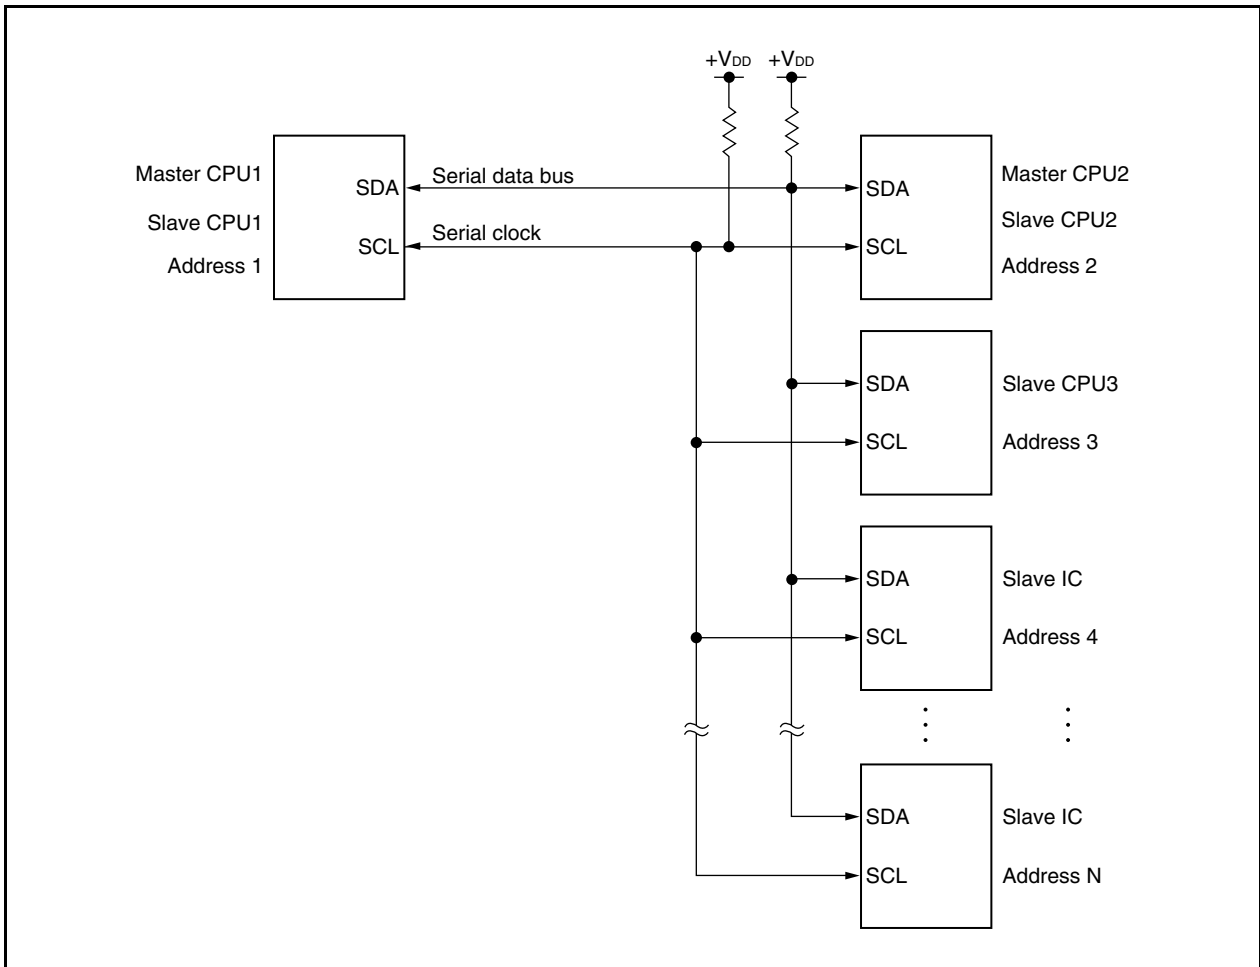 +VDD +VDD
Master CPU1
Slave CPU1
Address 1
SDA
SCL
Serial data bus
Serial clock
SDA
SCL
Master CPU2
Slave CPU2
Address 2
SDA
SCL
Slave CPU3
Address 3
SDA
SCL
Slave IC
Address 4
SDA
SCL
Slave IC
Address N